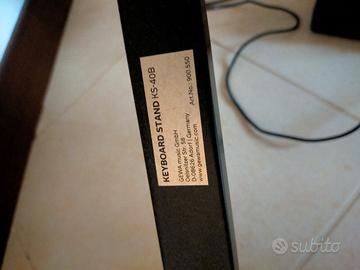 KEYBOARD STAND KS-40B
GEWA music GmbH
Oelsnitzer Str. 58
D-08626 Adorf | Germany
www.gewamusic.com
Art.No.: 900.550
subito